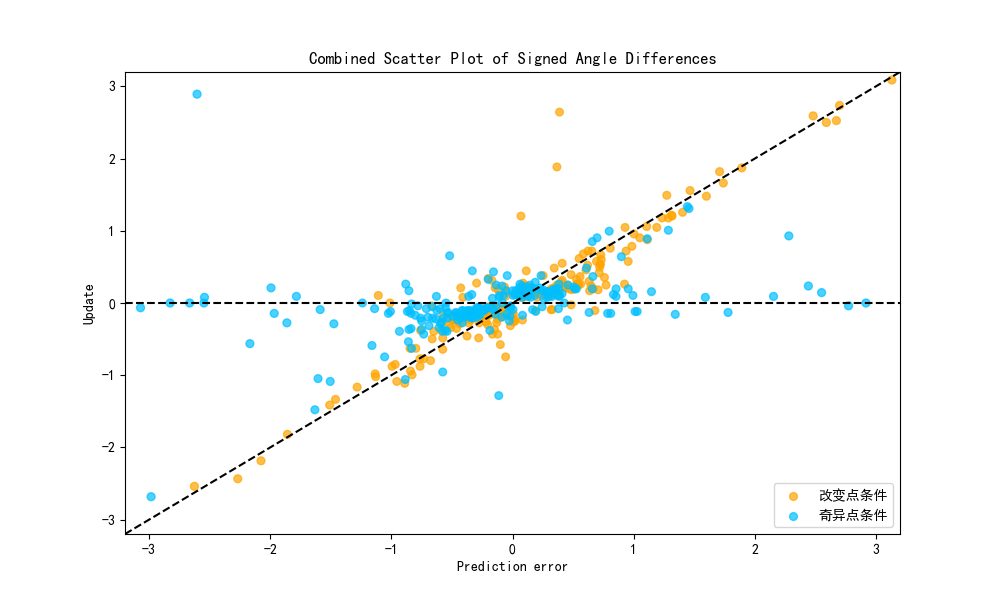 Combined Scatter Plot of Signed Angle Differences
3
2
1
0
−1
−2
−3
Update
−3
−2
−1
0
1
2
3
Prediction error
改变点条件
奇异点条件